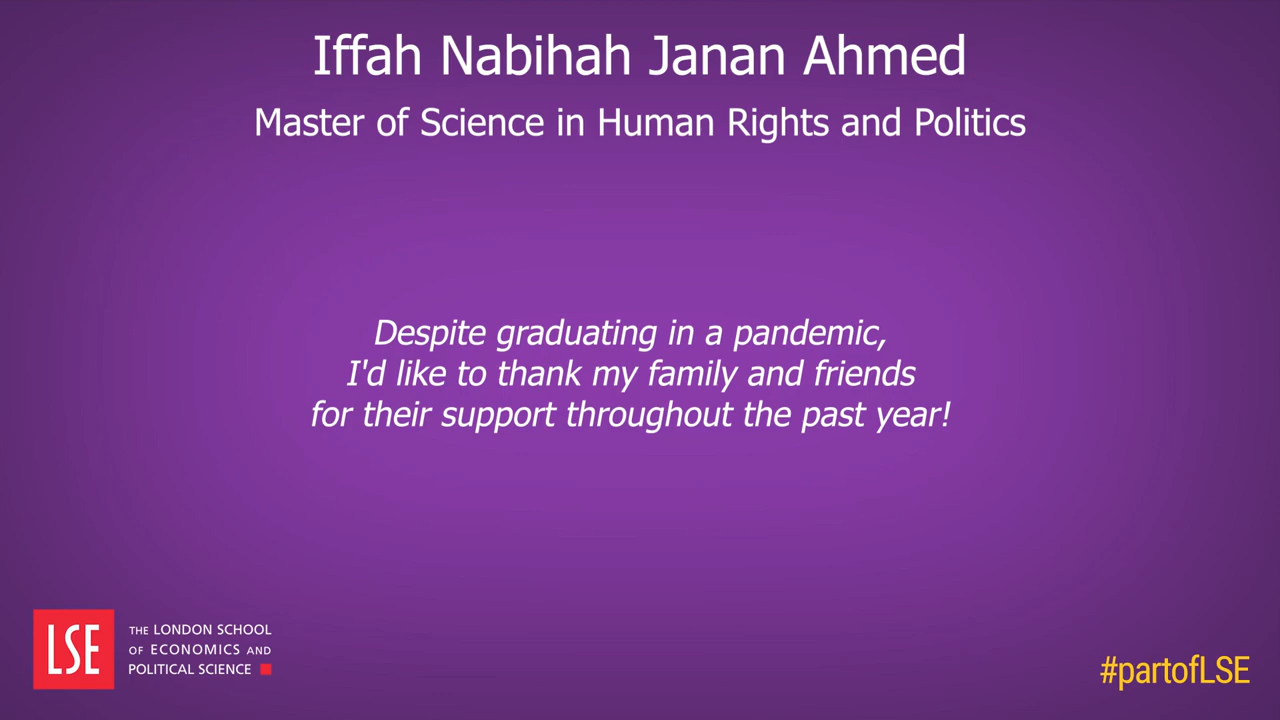 Iffah Nabihah Janan Ahmed
Master of Science in Human Rights and Politics
Despite graduating in a pandemic,
I'd like to thank my family and friends
for their support throughout the past year!
LSE
THE LONDON SCHOOL
OF ECONOMICS AND
POLITICAL SCIENCE
#partofLSE